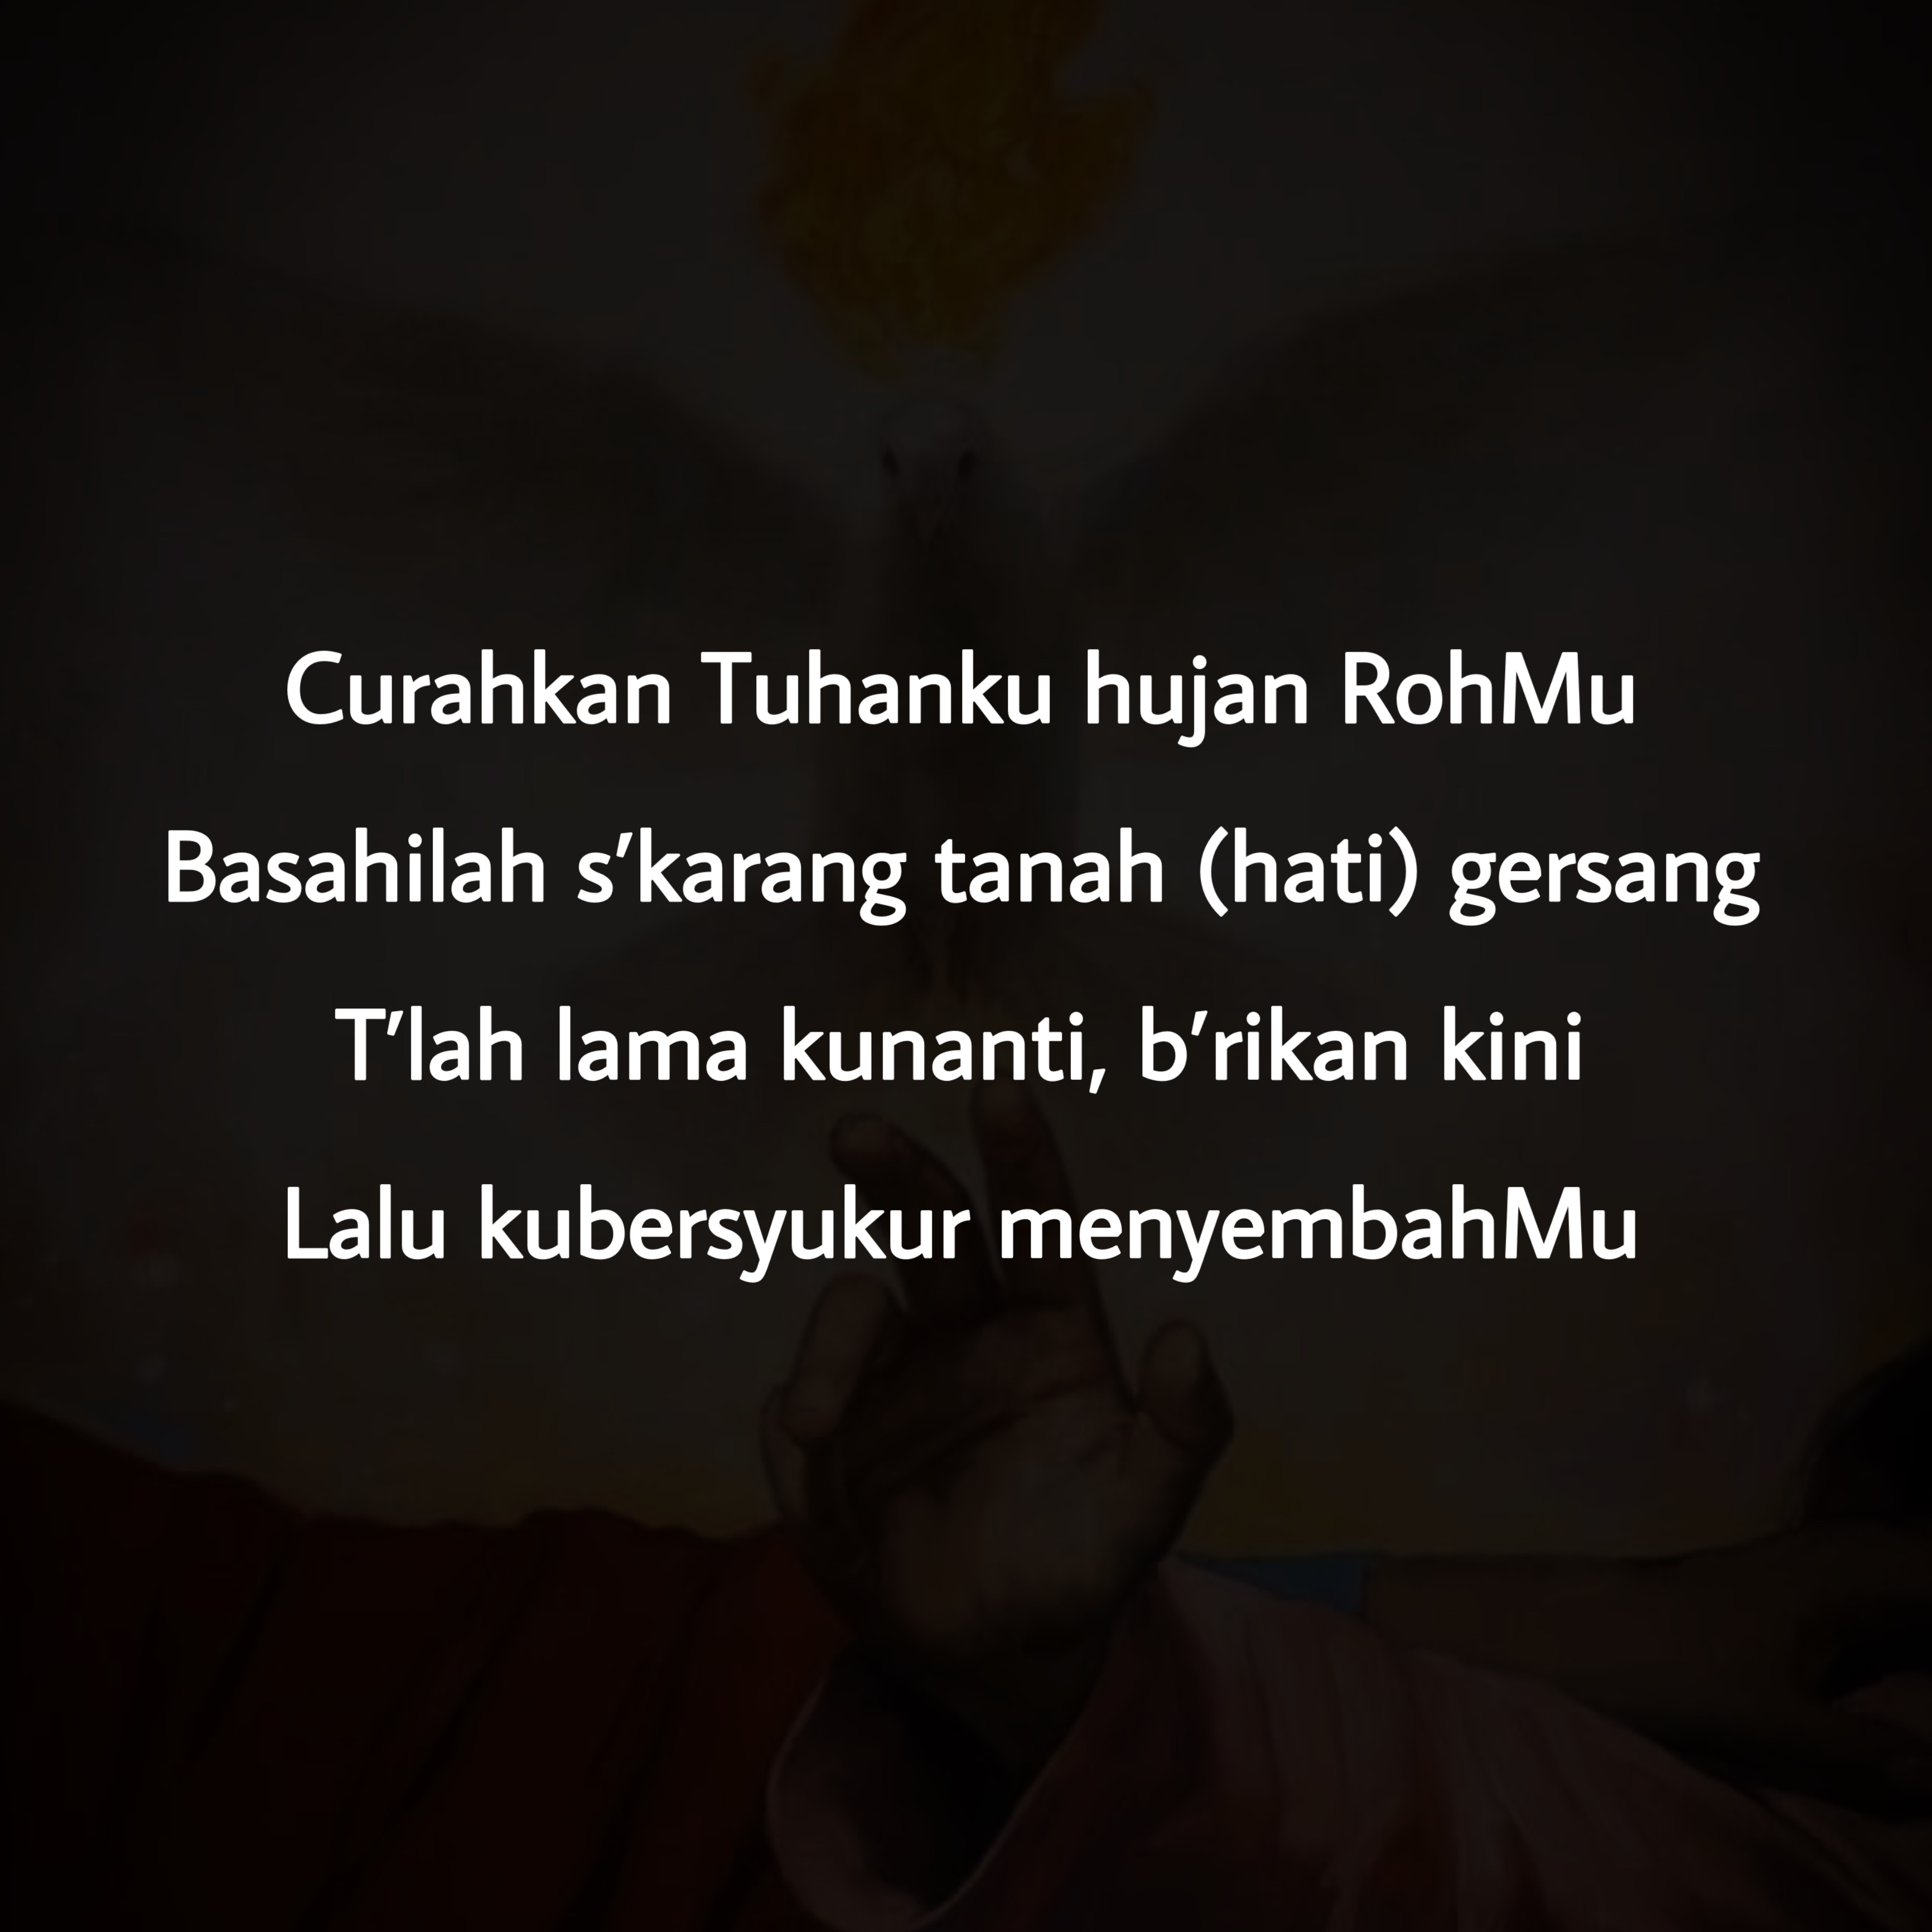 Curahkan Tuhanku hujan RohMu
Basahilah s’karang tanah (hati) gersang
T’lah lama kunanti, b’rikan kini
Lalu kubersyukur menyembahMu